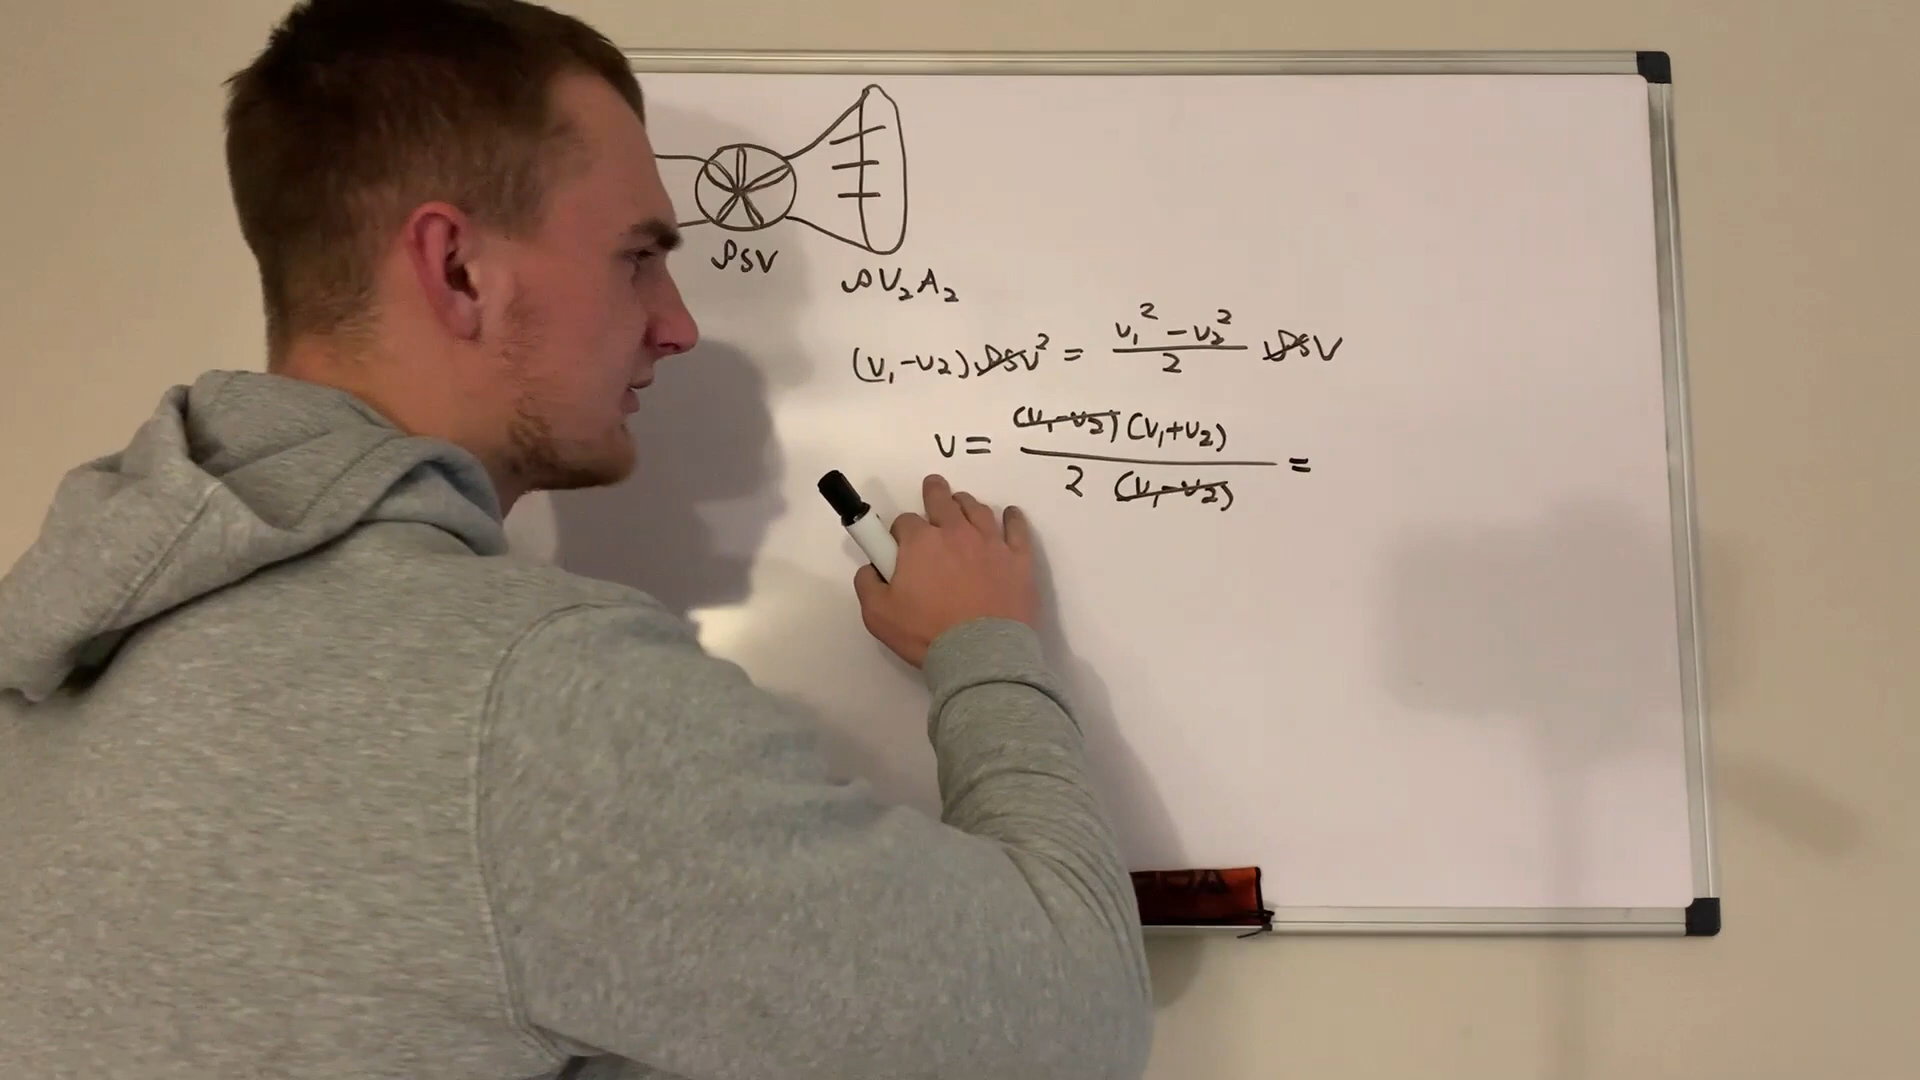 ρSV
ρV₂A₂
(v₁-v₂)ρSv² = (v₁² - v₂²)/2 ρSV
v = (v₁-v₂)(v₁+v₂) / 2 (v₁-v₂) =